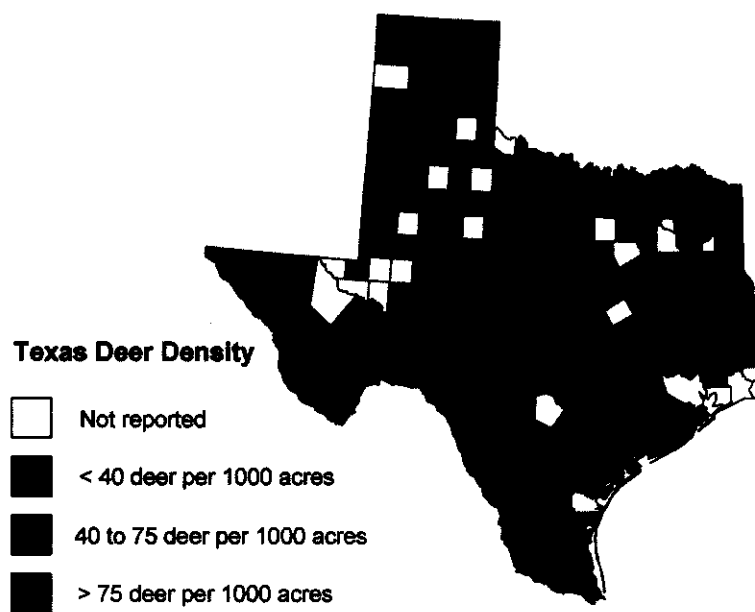 Texas Deer Density
Not reported
< 40 deer per 1000 acres
40 to 75 deer per 1000 acres
> 75 deer per 1000 acres